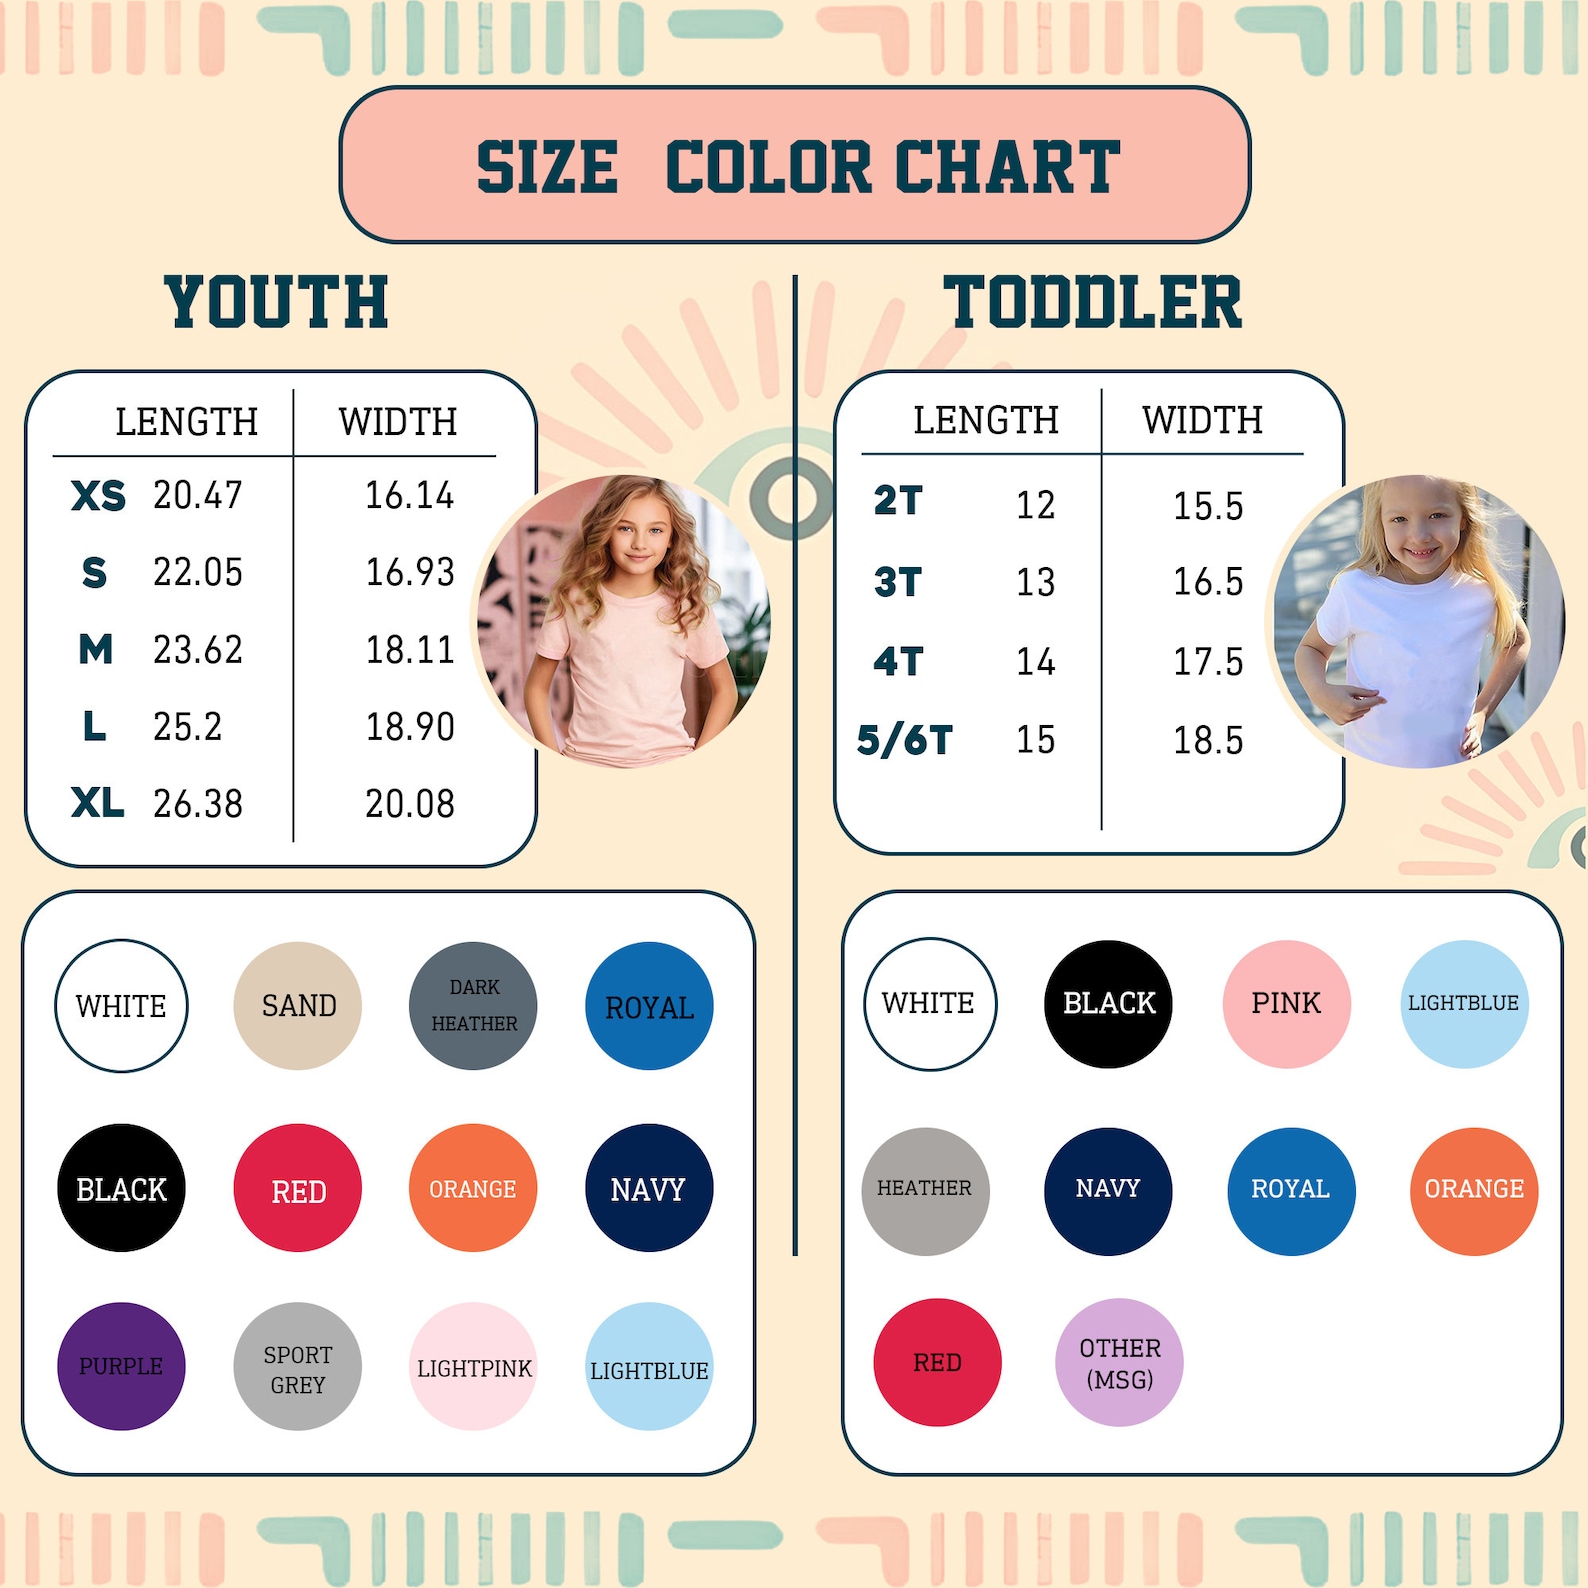 SIZE COLOR CHART
YOUTH
LENGTH WIDTH
XS 20.47 16.14
S 22.05 16.93
M 23.62 18.11
L 25.2 18.90
XL 26.38 20.08
WHITE SAND DARK HEATHER ROYAL
BLACK RED ORANGE NAVY
PURPLE SPORT GREY LIGHTPINK LIGHTBLUE
TODDLER
LENGTH WIDTH
2T 12 15.5
3T 13 16.5
4T 14 17.5
5/6T 15 18.5
WHITE BLACK PINK LIGHTBLUE
HEATHER NAVY ROYAL ORANGE
RED OTHER (MSG)